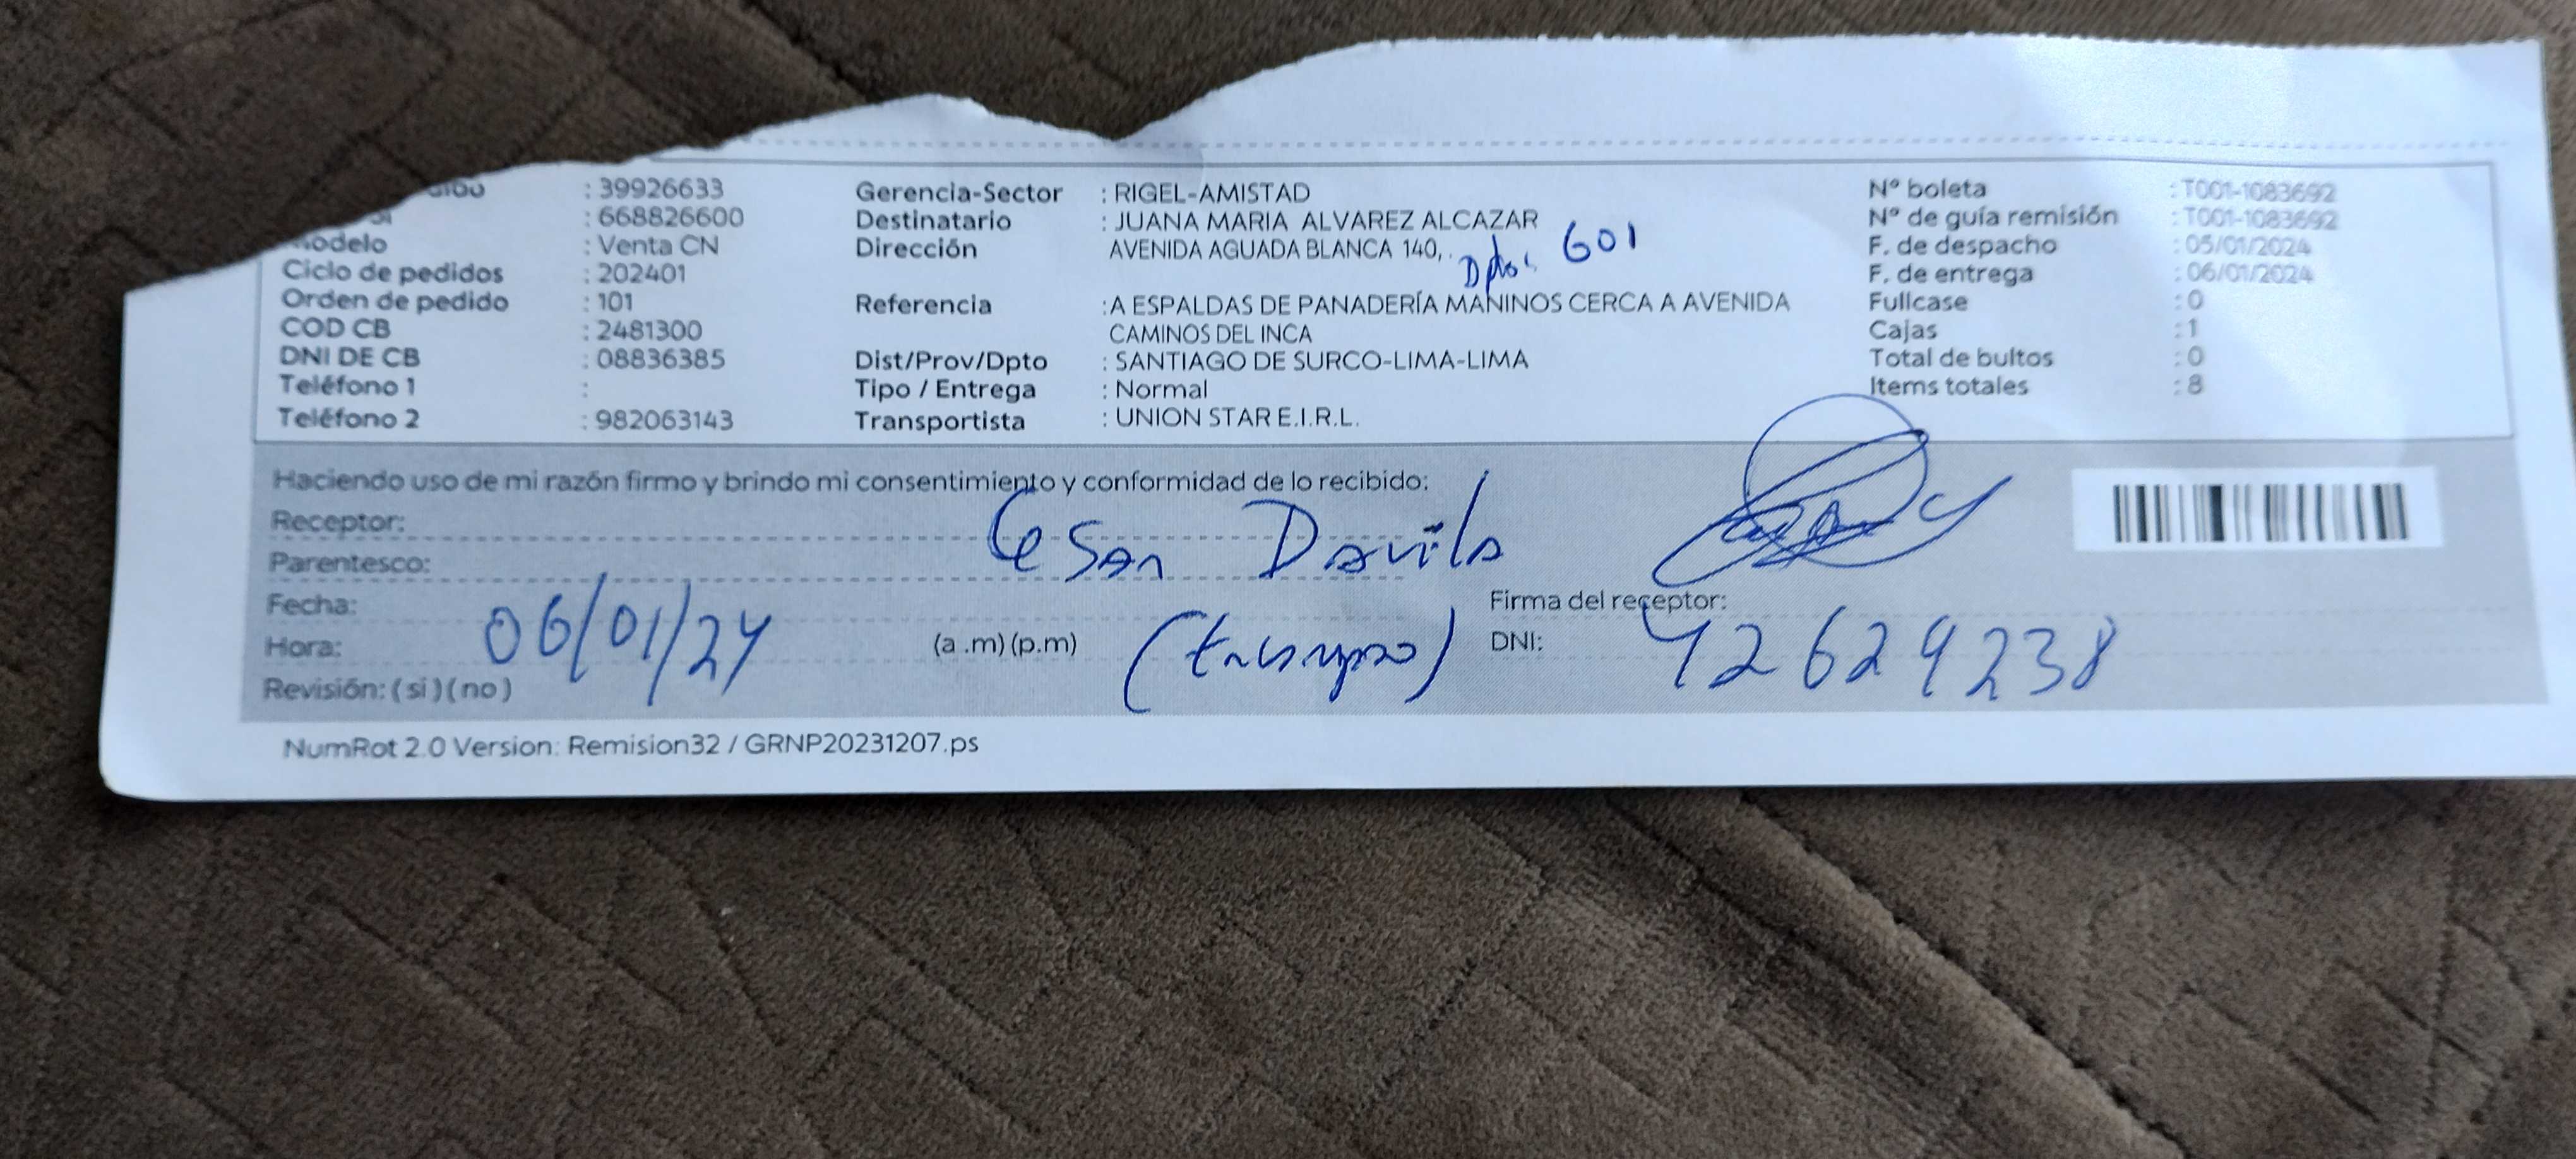 : 39926633 Gerencia-Sector : RIGEL-AMISTAD Nº boleta : T001-1083692
: 668826600 Destinatario : JUANA MARIA ALVAREZ ALCAZAR Nº de guía remisión : T001-1083692
Modelo : Venta CN Dirección AVENIDA AGUADA BLANCA 140, . Dpto: 601 F. de despacho : 05/01/2024
Ciclo de pedidos : 202401 F. de entrega : 06/01/2024
Orden de pedido : 101 Referencia :A ESPALDAS DE PANADERÍA MANINOS CERCA A AVENIDA Fullcase : 0
COD CB : 2481300 CAMINOS DEL INCA Cajas : 1
DNI DE CB : 08836385 Dist/Prov/Dpto : SANTIAGO DE SURCO-LIMA-LIMA Total de bultos : 0
Teléfono 1 : Tipo / Entrega : Normal Items totales : 8
Teléfono 2 : 982063143 Transportista : UNION STAR E.I.R.L.
Haciendo uso de mi razón firmo y brindo mi consentimiento y conformidad de lo recibido:
Receptor: Cesar Davila
Parentesco:
Fecha: 06/01/24 Firma del receptor:
Hora: (a .m) (p.m) DNI: 42629238
Revisión: ( si ) ( no )
NumRot 2.0 Version: Remision32 / GRNP20231207.ps